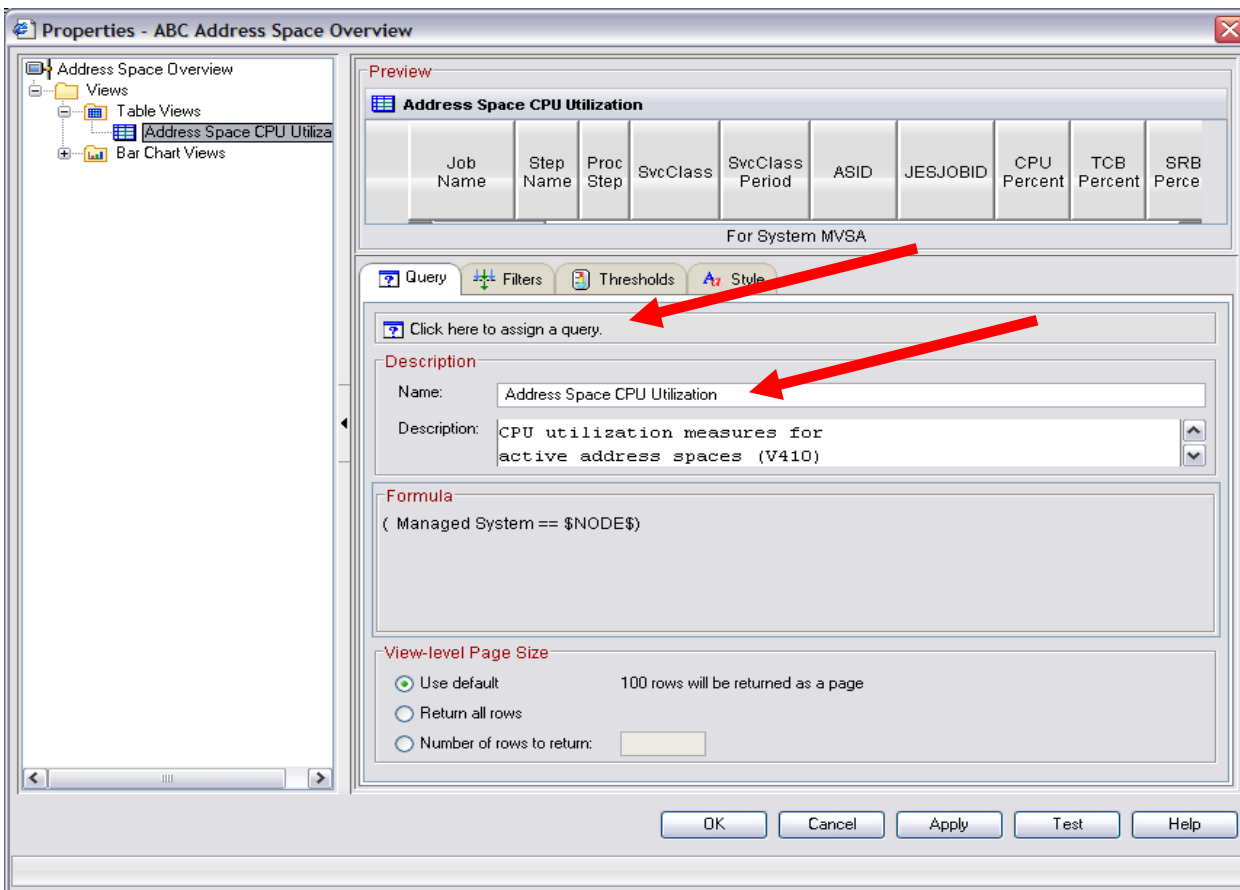 Properties - ABC Address Space Overview
Address Space Overview
Views
Table Views
Address Space CPU Utiliza
Bar Chart Views
Preview
Address Space CPU Utilization
Job Name
Step Name
Proc Step
SvcClass
SvcClass Period
ASID
JESJOBID
CPU Percent
TCB Percent
SRB Perce
For System MVSA
Query
Filters
Thresholds
Style
Click here to assign a query.
Description
Name:
Address Space CPU Utilization
Description:
CPU utilization measures for
active address spaces (V410)
Formula
( Managed System == $NODE$)
View-level Page Size
Use default
100 rows will be returned as a page
Return all rows
Number of rows to return:
OK
Cancel
Apply
Test
Help